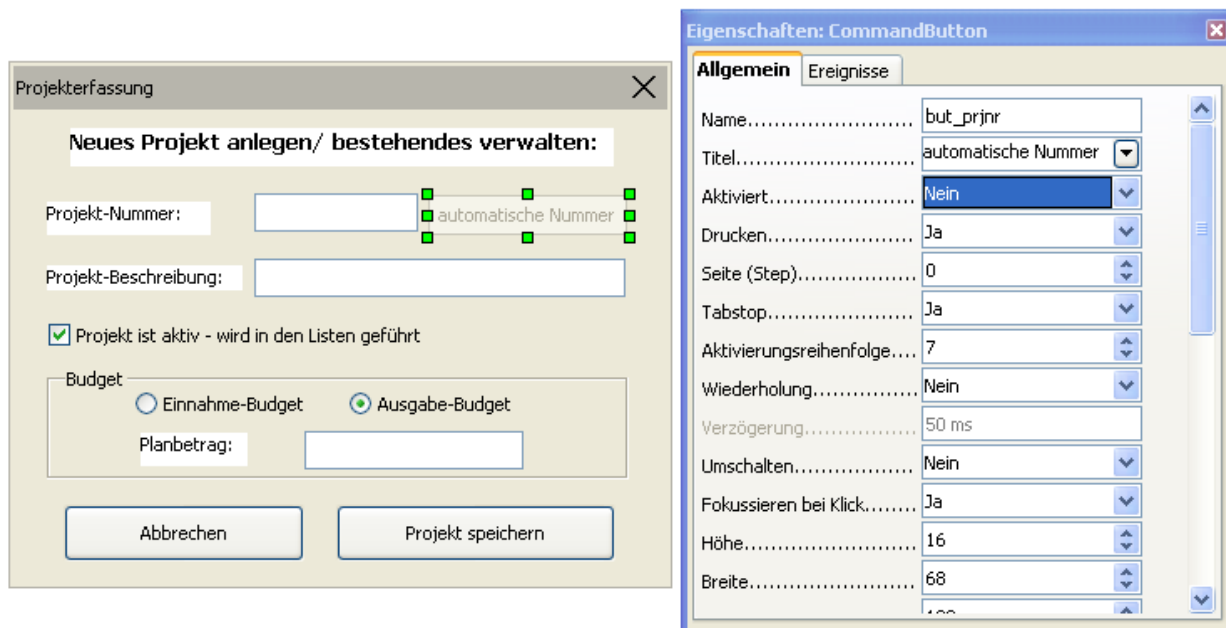 Projekterfassung
Neues Projekt anlegen/ bestehendes verwalten:
Projekt-Nummer:
automatische Nummer
Projekt-Beschreibung:
Projekt ist aktiv - wird in den Listen geführt
Budget
Einnahme-Budget Ausgabe-Budget
Planbetrag:
Abbrechen Projekt speichern
Eigenschaften: CommandButton
Allgemein Ereignisse
Name........................ but_prjnr
Titel.......................... automatische Nummer
Aktiviert...................... Nein
Drucken...................... Ja
Seite (Step)................. 0
Tabstop...................... Ja
Aktivierungsreihenfolge.... 7
Wiederholung................ Nein
Verzögerung................. 50 ms
Umschalten.................. Nein
Fokussieren bei Klick........ Ja
Höhe......................... 16
Breite......................... 68